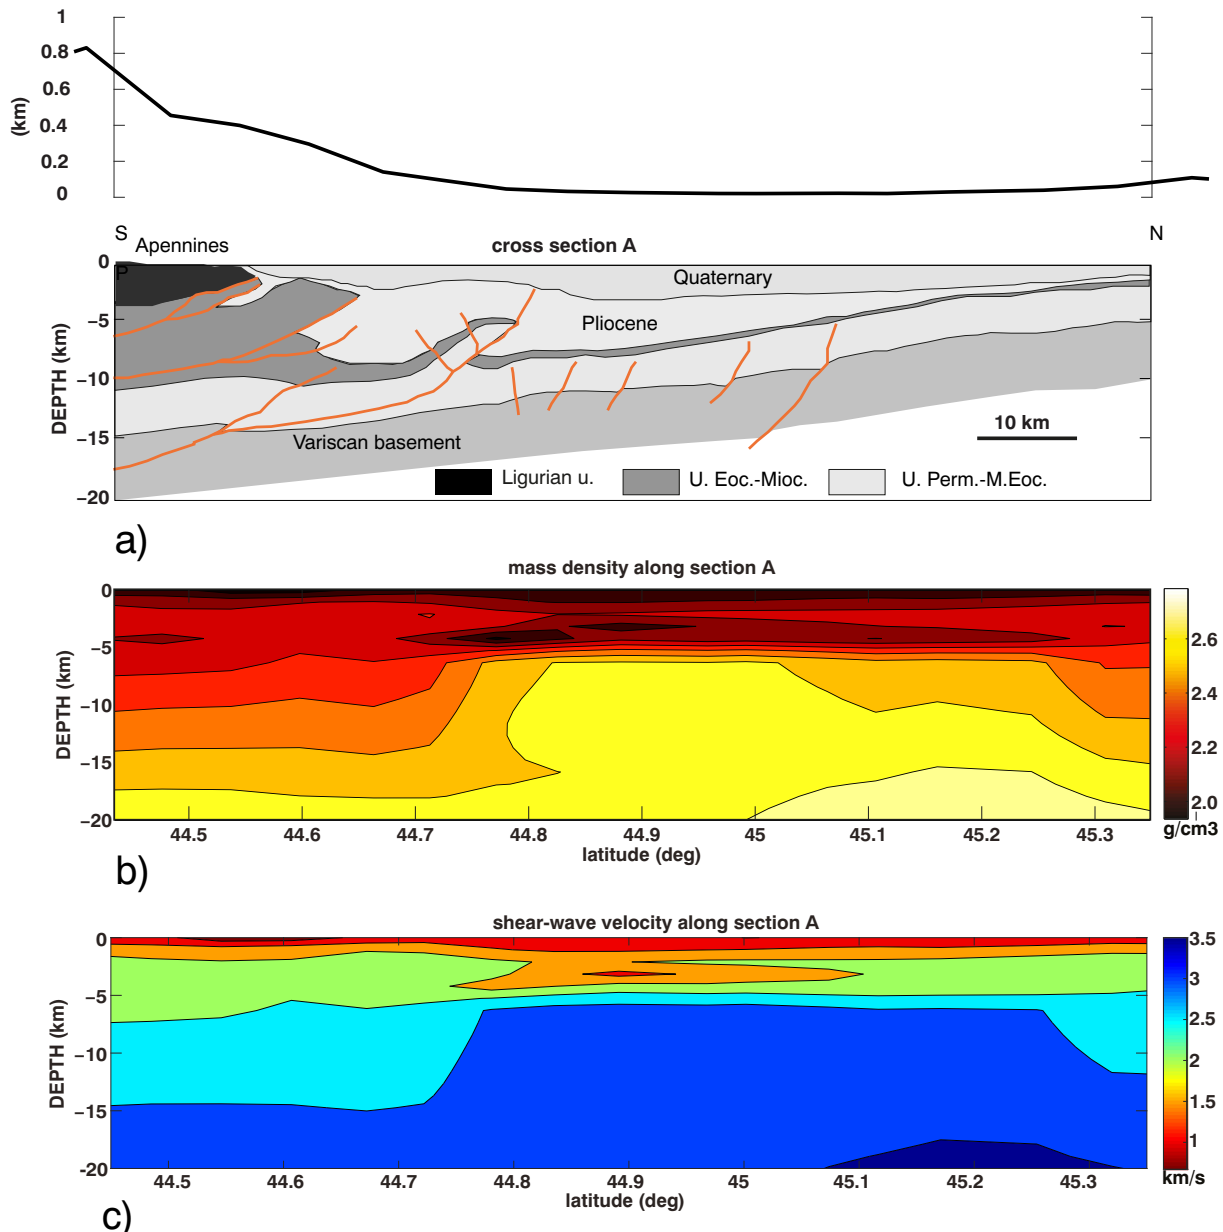 1
0.8
0.6
0.4
0.2
0
(km)
S
N
Apennines
cross section A
P
Quaternary
Pliocene
Variscan basement
10 km
Ligurian u.
U. Eoc.-Mioc.
U. Perm.-M.Eoc.
0
−5
−10
−15
−20
DEPTH (km)
a)
mass density along section A
0
−5
−10
−15
−20
DEPTH (km)
44.5
44.6
44.7
44.8
44.9
45
45.1
45.2
45.3
latitude (deg)
2.6
2.4
2.2
2.0
g/cm3
b)
shear-wave velocity along section A
0
−5
−10
−15
−20
DEPTH (km)
44.5
44.6
44.7
44.8
44.9
45
45.1
45.2
45.3
latitude (deg)
3.5
3
2.5
2
1.5
1
km/s
c)